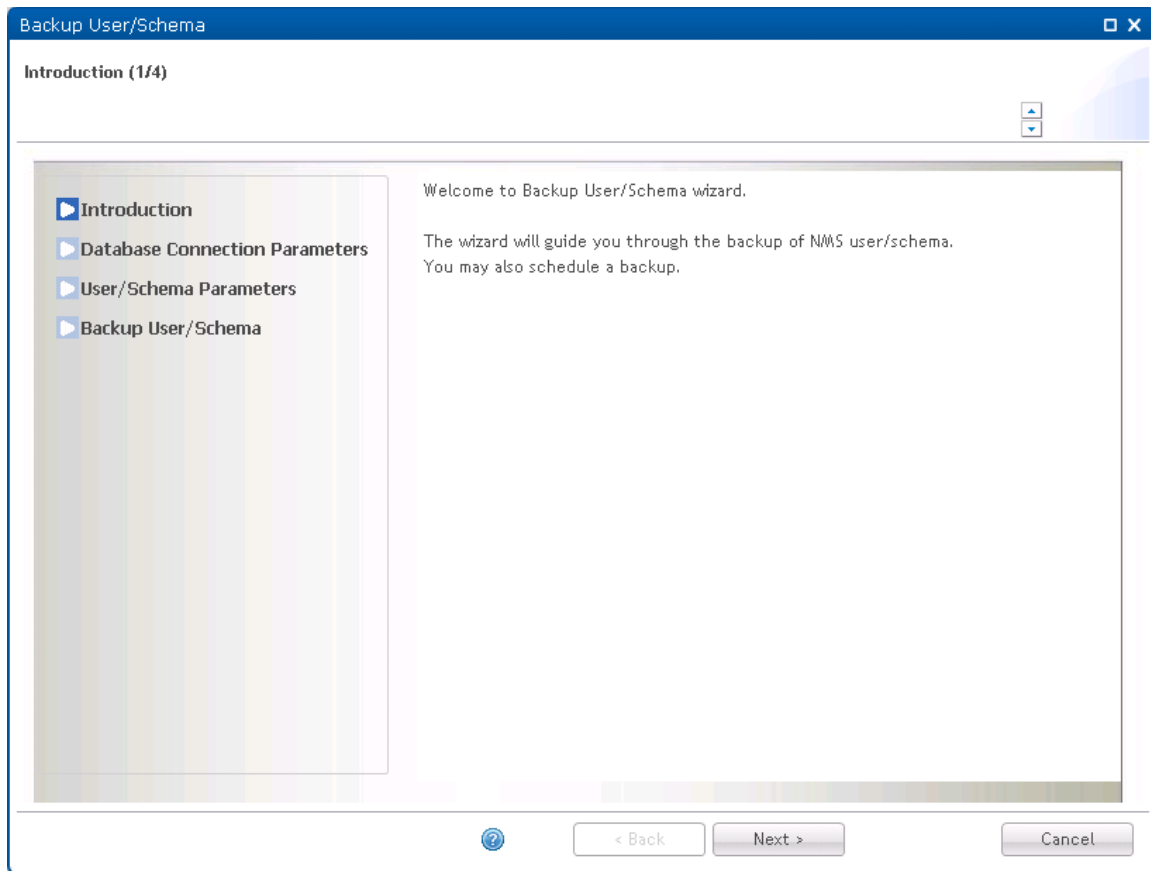 Backup User/Schema
Introduction (1/4)
Introduction
Database Connection Parameters
User/Schema Parameters
Backup User/Schema
Welcome to Backup User/Schema wizard.
The wizard will guide you through the backup of NMS user/schema.
You may also schedule a backup.
?
< Back
Next >
Cancel